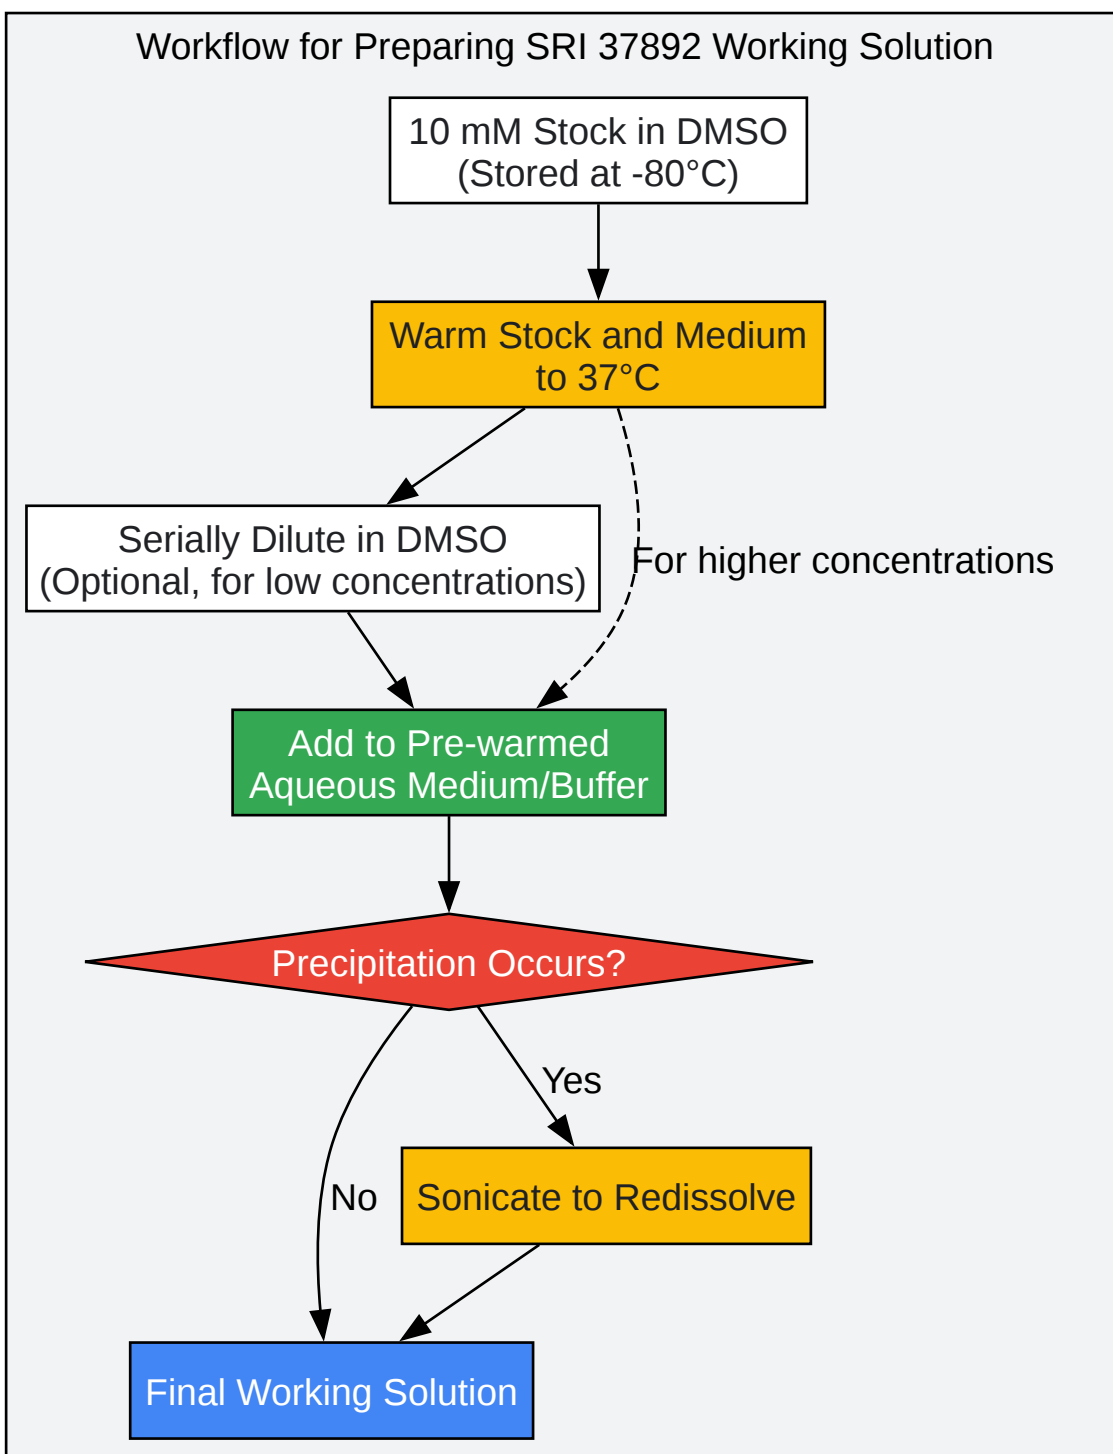 Workflow for Preparing SRI 37892 Working Solution
10 mM Stock in DMSO
(Stored at -80°C)
Warm Stock and Medium
to 37°C
Serially Dilute in DMSO
(Optional, for low concentrations)
For higher concentrations
Add to Pre-warmed
Aqueous Medium/Buffer
Precipitation Occurs?
Yes
No
Sonicate to Redissolve
Final Working Solution